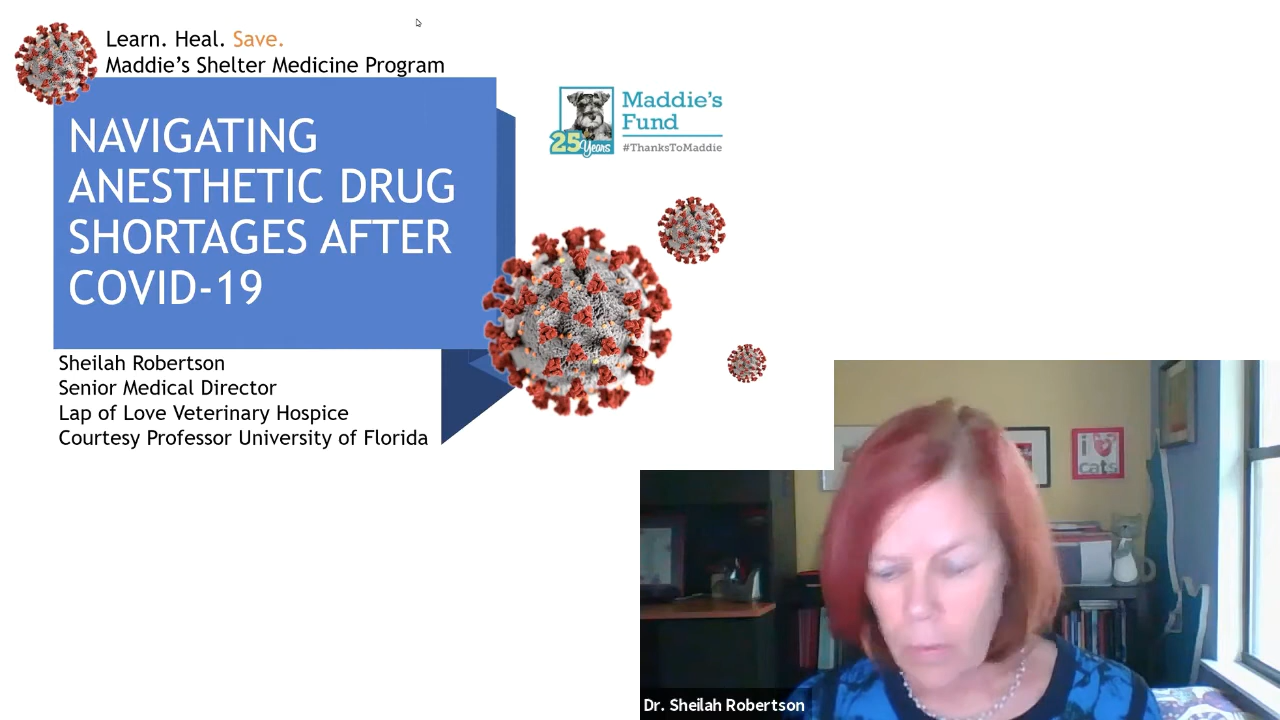 Learn. Heal. Save.
Maddie's Shelter Medicine Program
NAVIGATING
ANESTHETIC DRUG
SHORTAGES AFTER
COVID-19
Maddie's
Fund
25 Years
#ThanksToMaddie
Sheilah Robertson
Senior Medical Director
Lap of Love Veterinary Hospice
Courtesy Professor University of Florida
i
cats
Dr. Sheilah Robertson